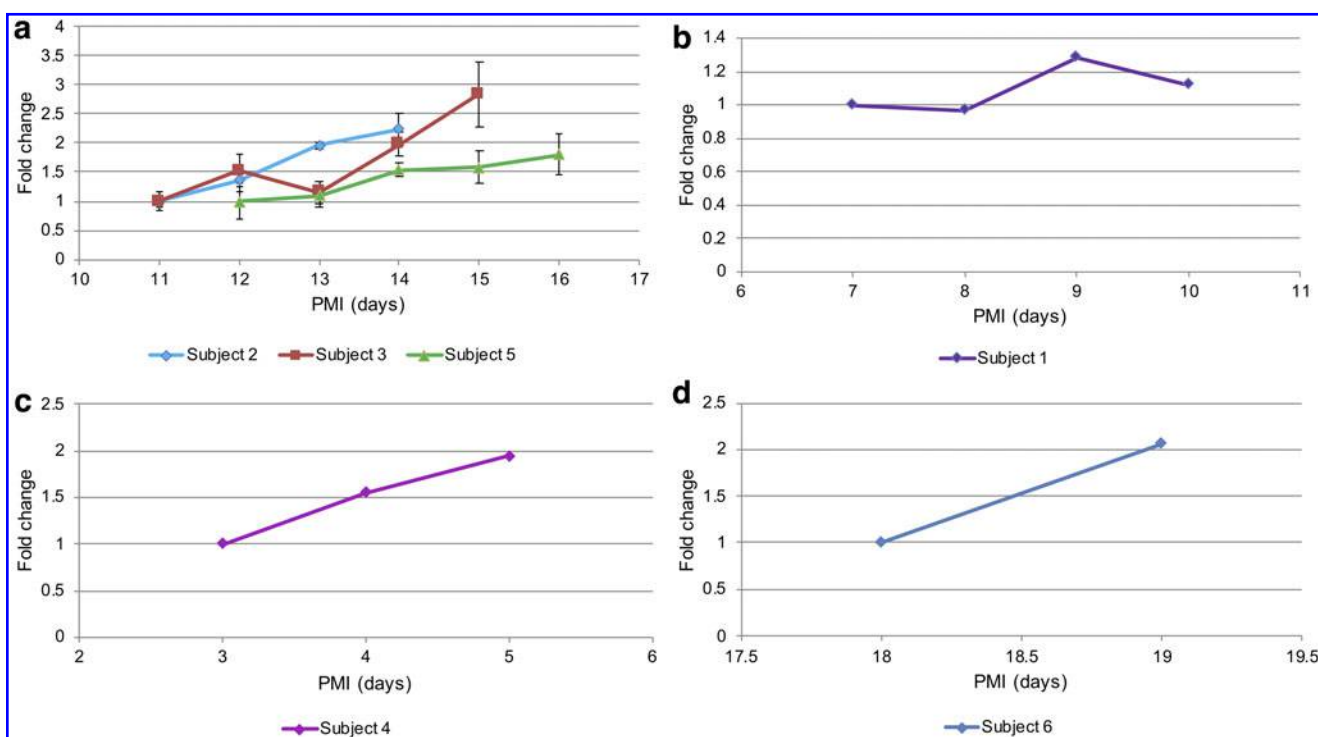 a
4
3.5
3
2.5
2
1.5
1
0.5
0
Fold change
10 11 12 13 14 15 16 17
PMI (days)
Subject 2 Subject 3 Subject 5
b
1.4
1.2
1
0.8
0.6
0.4
0.2
0
Fold change
6 7 8 9 10 11
PMI (days)
Subject 1
c
2.5
2
1.5
1
0.5
0
Fold change
2 3 4 5 6
PMI (days)
Subject 4
d
2.5
2
1.5
1
0.5
0
Fold change
17.5 18 18.5 19 19.5
PMI (days)
Subject 6